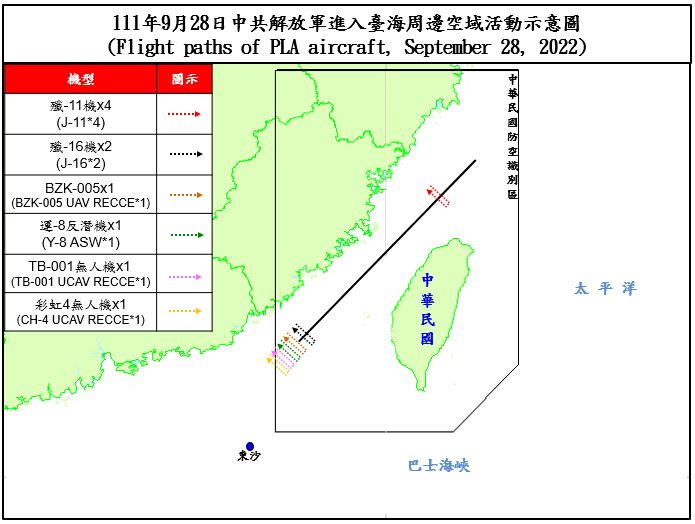 111年9月28日中共解放軍進入臺海周邊空域活動示意圖
(Flight paths of PLA aircraft, September 28, 2022)
機型 圖示
殲-11機x4
(J-11*4)
殲-16機x2
(J-16*2)
BZK-005x1
(BZK-005 UAV RECCE*1)
運-8反潛機x1
(Y-8 ASW*1)
TB-001無人機x1
(TB-001 UCAV RECCE*1)
彩虹4無人機x1
(CH-4 UCAV RECCE*1)
中華民國防空識別區
中華民國
太平洋
東沙
巴士海峽